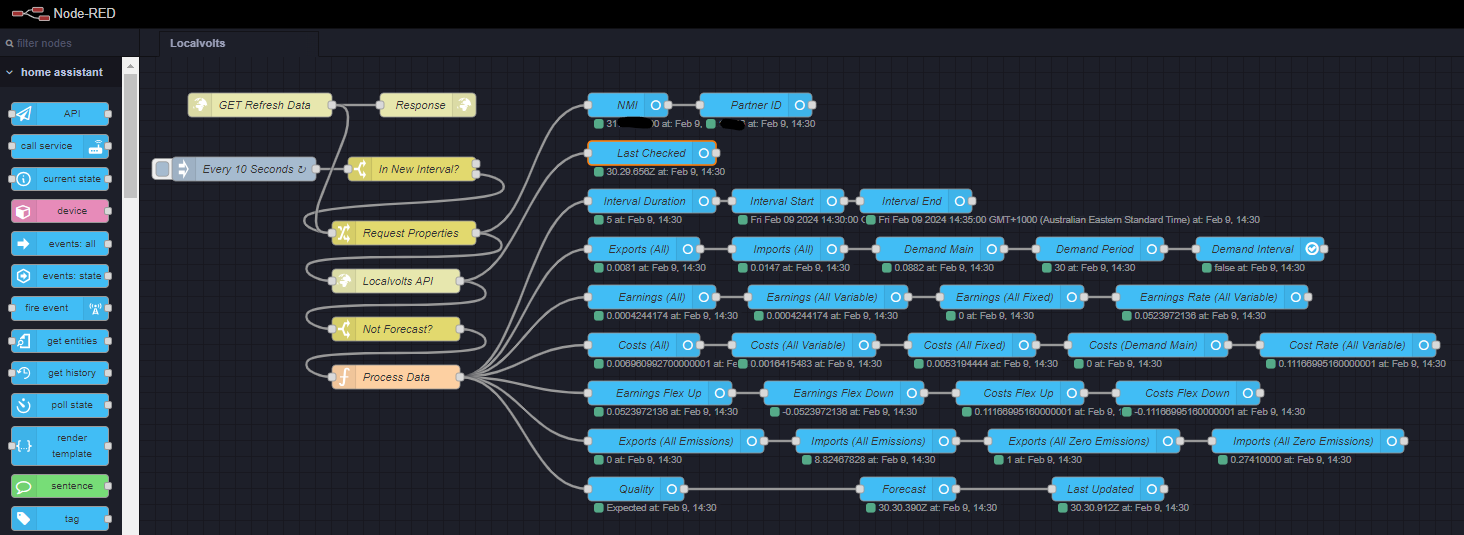 Node-RED
filter nodes
Localvolts
home assistant
API
call service
current state
device
events: all
events: state
fire event
get entities
get history
poll state
render
template
sentence
tag
GET Refresh Data
Response
NMI
Partner ID
31. 0 at: Feb 9,
at: Feb 9, 14:30
Every 10 Seconds ↻
In New Interval?
Last Checked
30.29.656Z at: Feb 9, 14:30
Request Properties
Interval Duration
Interval Start
Interval End
5 at: Feb 9, 14:30
Fri Feb 09 2024 14:30:00
Fri Feb 09 2024 14:35:00 GMT+1000 (Australian Eastern Standard Time) at: Feb 9, 14:30
Exports (All)
Imports (All)
Demand Main
Demand Period
Demand Interval
0.0081 at: Feb 9, 14:30
0.0147 at: Feb 9, 14:30
0.0882 at: Feb 9, 14:30
30 at: Feb 9, 14:30
false at: Feb 9, 14:30
Localvolts API
Earnings (All)
Earnings (All Variable)
Earnings (All Fixed)
Earnings Rate (All Variable)
0.0004244174 at: Feb 9, 14:30
0.0004244174 at: Feb 9, 14:30
0 at: Feb 9, 14:30
0.0523972136 at: Feb 9, 14:30
Not Forecast?
Costs (All)
Costs (All Variable)
Costs (All Fixed)
Costs (Demand Main)
Cost Rate (All Variable)
0.006960992700000001 at: Fe
0.0016415483 at: Feb 9, 14:30
0.0053194444 at: Feb 9, 14:30
0 at: Feb 9, 14:30
0.11166995160000001 at: Feb 9, 14:30
Process Data
Earnings Flex Up
Earnings Flex Down
Costs Flex Up
Costs Flex Down
0.0523972136 at: Feb 9, 14:30
-0.0523972136 at: Feb 9, 14:30
0.11166995160000001 at: Feb 9,
-0.11166995160000001 at: Feb 9, 14:30
Exports (All Emissions)
Imports (All Emissions)
Exports (All Zero Emissions)
Imports (All Zero Emissions)
0 at: Feb 9, 14:30
8.82467828 at: Feb 9, 14:30
1 at: Feb 9, 14:30
0.27410000 at: Feb 9, 14:30
Quality
Forecast
Last Updated
Expected at: Feb 9, 14:30
30.30.390Z at: Feb 9, 14:30
30.30.912Z at: Feb 9, 14:30